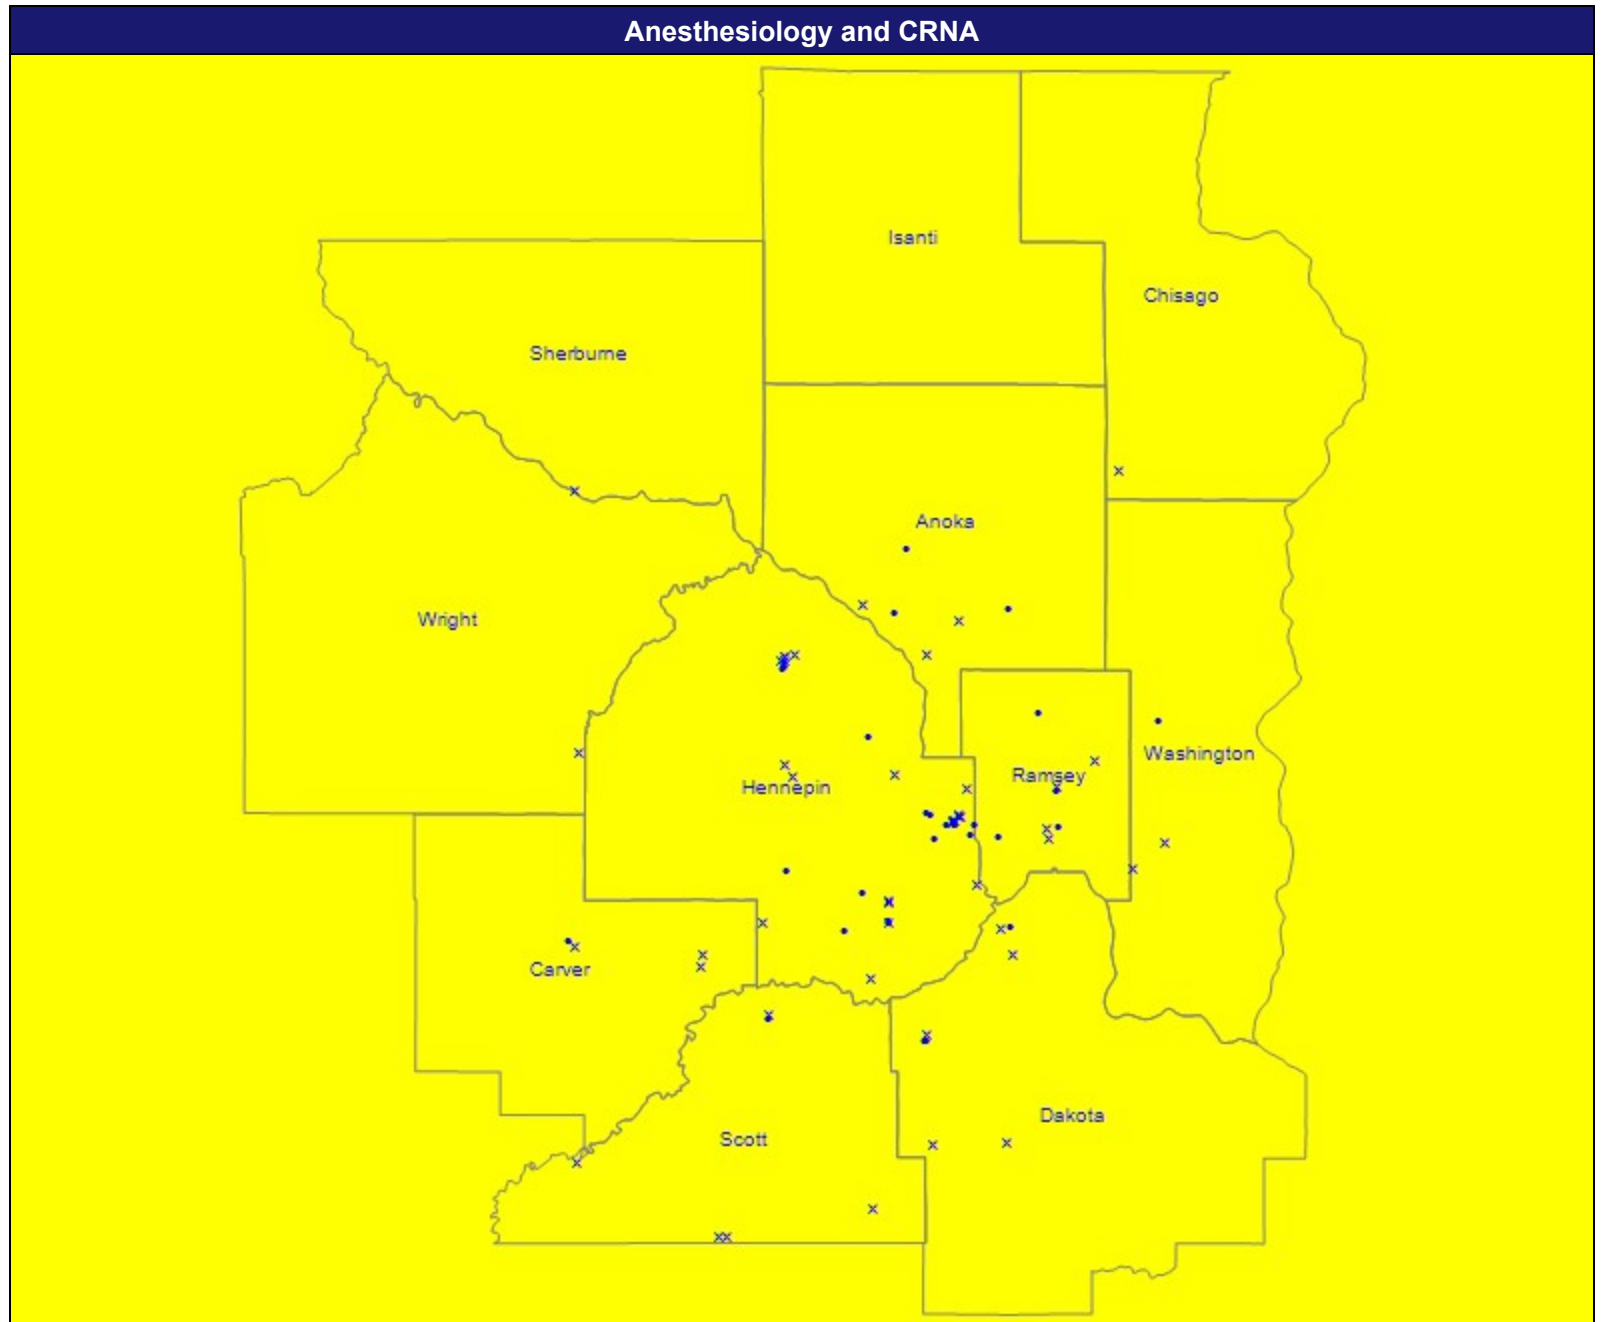 Anesthesiology and CRNA
Isanti
Chisago
Sherburne
Anoka
Wright
Washington
Ramsey
Hennepin
Carver
Dakota
Scott